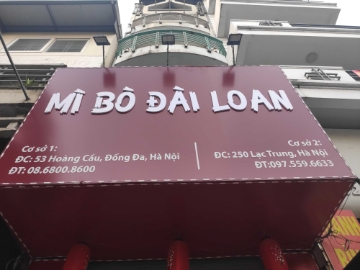 MÌ BÒ ĐÀI LOAN
Cơ sở 1:
ĐC: 53 Hoàng Cầu, Đống Đa, Hà Nội
ĐT: 08.6800.8600
Cơ sở 2:
ĐC: 250 Lạc Trung, Hà Nội
ĐT:097.559.6633